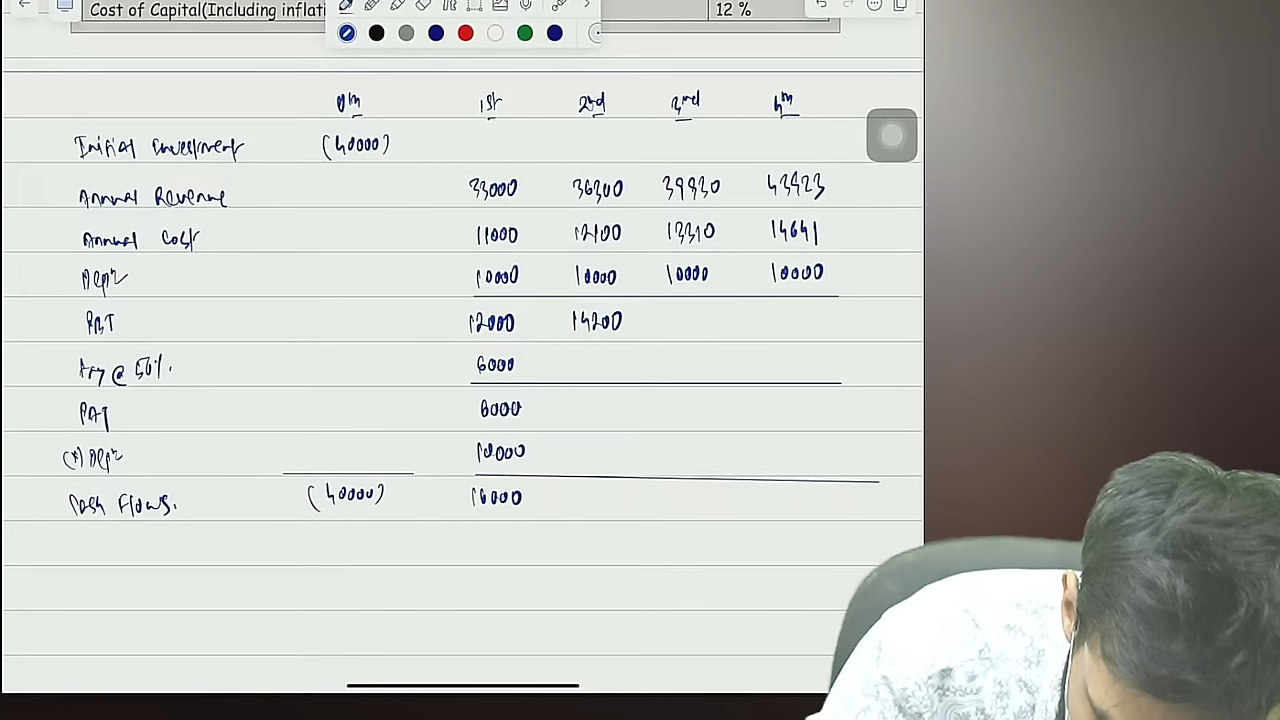 Cost of Capital(Including inflati 12 %
0th 1st 2nd 3rd 4th
Initial Investment (40000)
Annual Revenue 33000 36300 39930 43923
Annual Cost 11000 12100 13310 14641
Depn 10000 10000 10000 10000
PBT 12000 14200
Tax @ 50% 6000
PAT 6000
(+) Depn 10000
Cash Flows. (40000) 16000